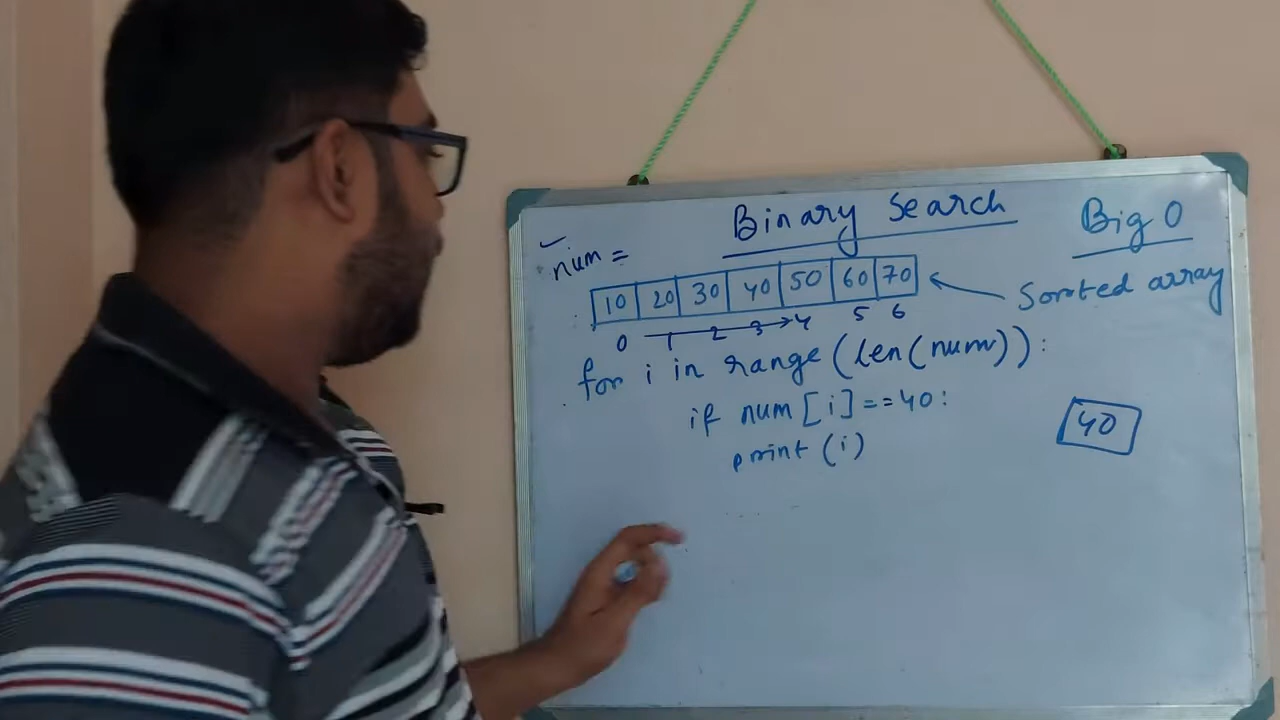 Binary Search
Big O
num =
10 20 30 40 50 60 70
Sorted array
0 1 2 3 4 5 6
for i in range (len(num)):
if num [i] == 40:
print (i)
40